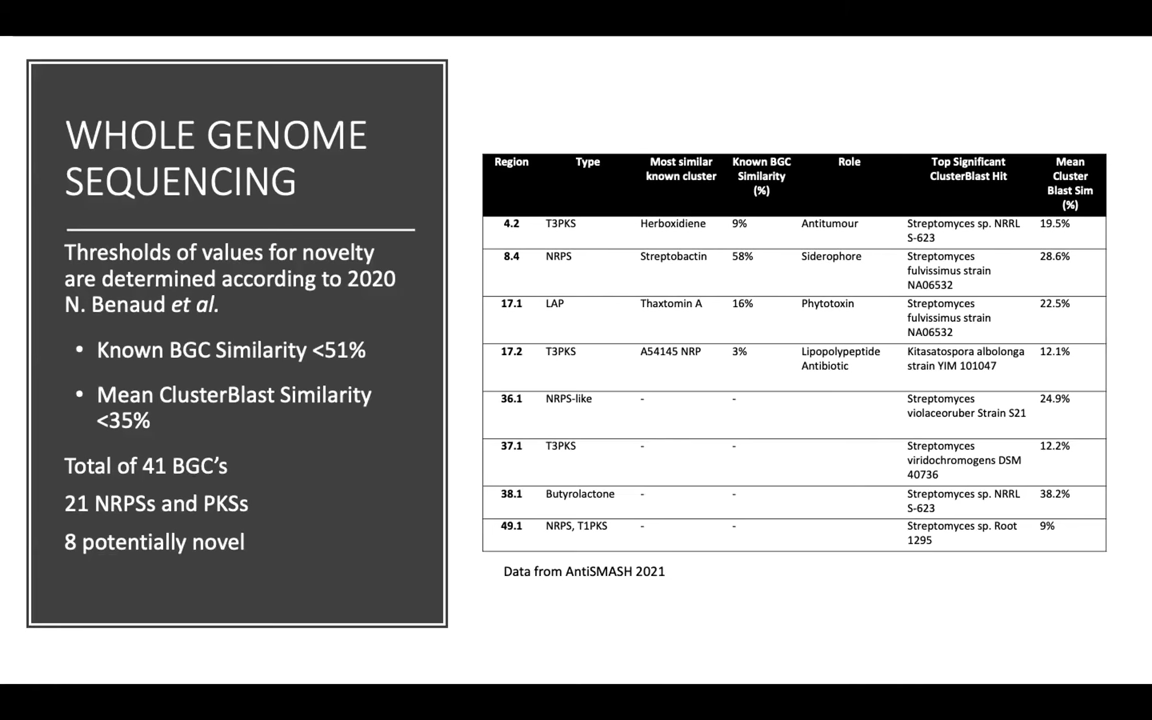 WHOLE GENOME
SEQUENCING
Thresholds of values for novelty
are determined according to 2020
N. Benaud et al.
• Known BGC Similarity <51%
• Mean ClusterBlast Similarity
<35%
Total of 41 BGC’s
21 NRPSs and PKSs
8 potentially novel
Region Type Most similar known cluster Known BGC Similarity (%) Role Top Significant ClusterBlast Hit Mean Cluster Blast Sim (%)
4.2 T3PKS Herboxidiene 9% Antitumour Streptomyces sp. NRRL S-623 19.5%
8.4 NRPS Streptobactin 58% Siderophore Streptomyces fulvissimus strain NA06532 28.6%
17.1 LAP Thaxtomin A 16% Phytotoxin Streptomyces fulvissimus strain NA06532 22.5%
17.2 T3PKS A54145 NRP 3% Lipopolypeptide Antibiotic Kitasatospora albolonga strain YIM 101047 12.1%
36.1 NRPS-like - - Streptomyces violaceoruber Strain S21 24.9%
37.1 T3PKS - - Streptomyces viridochromogens DSM 40736 12.2%
38.1 Butyrolactone - - Streptomyces sp. NRRL S-623 38.2%
49.1 NRPS, T1PKS - - Streptomyces sp. Root 1295 9%
Data from AntiSMASH 2021